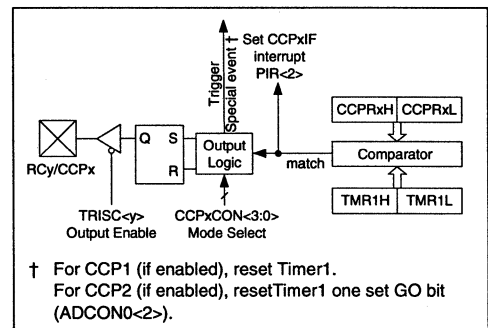 Trigger
Special event †
Set CCPxIF
interrupt
PIR<2>
CCPRxH CCPRxL
Q S
R
Output
Logic
match
Comparator
RCy/CCPx
TMR1H TMR1L
TRISC<y>
Output Enable
CCPxCON<3:0>
Mode Select
† For CCP1 (if enabled), reset Timer1.
For CCP2 (if enabled), resetTimer1 one set GO bit
(ADCON0<2>).